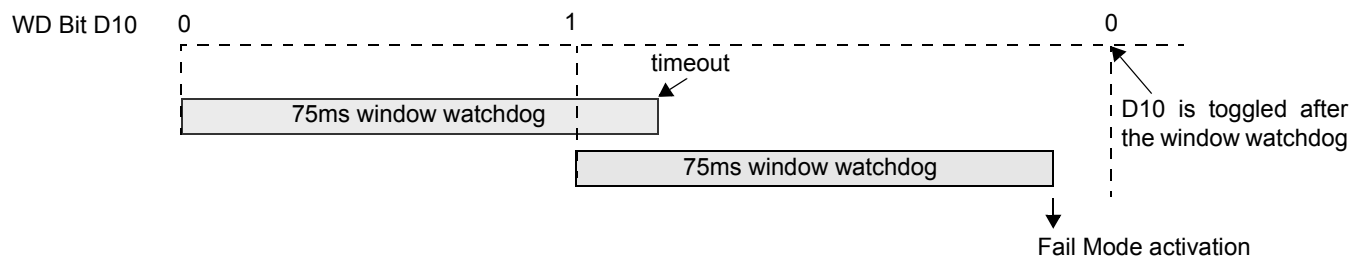 WD Bit D10 0 1 0
timeout
75ms window watchdog
D10 is toggled after
the window watchdog
75ms window watchdog
Fail Mode activation